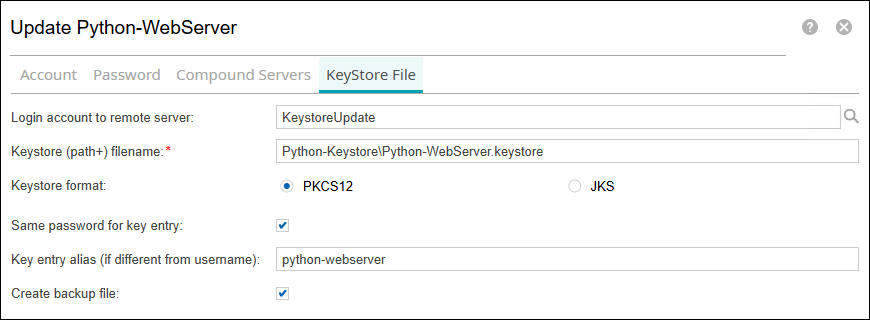 Update Python-WebServer
?
Account Password Compound Servers KeyStore File
Login account to remote server: KeystoreUpdate
Keystore (path+) filename:* Python-Keystore\Python-WebServer.keystore
Keystore format: PKCS12 JKS
Same password for key entry:
Key entry alias (if different from username): python-webserver
Create backup file: